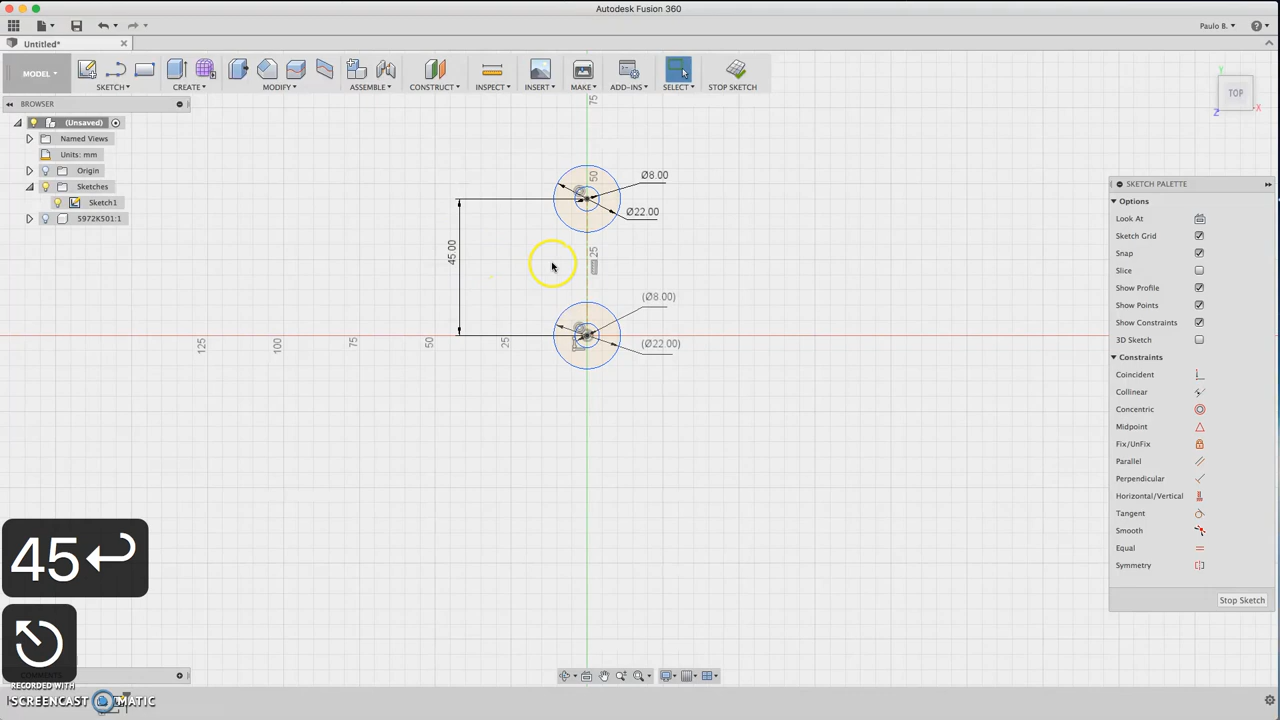 Autodesk Fusion 360
Paulo B.
Untitled*
MODEL
SKETCH
CREATE
MODIFY
ASSEMBLE
CONSTRUCT
INSPECT
INSERT
MAKE
ADD-INS
SELECT
STOP SKETCH
BROWSER
(Unsaved)
Named Views
Units: mm
Origin
Sketches
Sketch1
5972K501:1
Y
TOP
X
Z
75
50
25
Ø8.00
Ø22.00
45.00
(Ø8.00)
(Ø22.00)
125
100
75
50
25
SKETCH PALETTE
Options
Look At
Sketch Grid
Snap
Slice
Show Profile
Show Points
Show Constraints
3D Sketch
Constraints
Coincident
Collinear
Concentric
Midpoint
Fix/UnFix
Parallel
Perpendicular
Horizontal/Vertical
Tangent
Smooth
Equal
Symmetry
Stop Sketch
45
RECORDED WITH
SCREENCAST MATIC